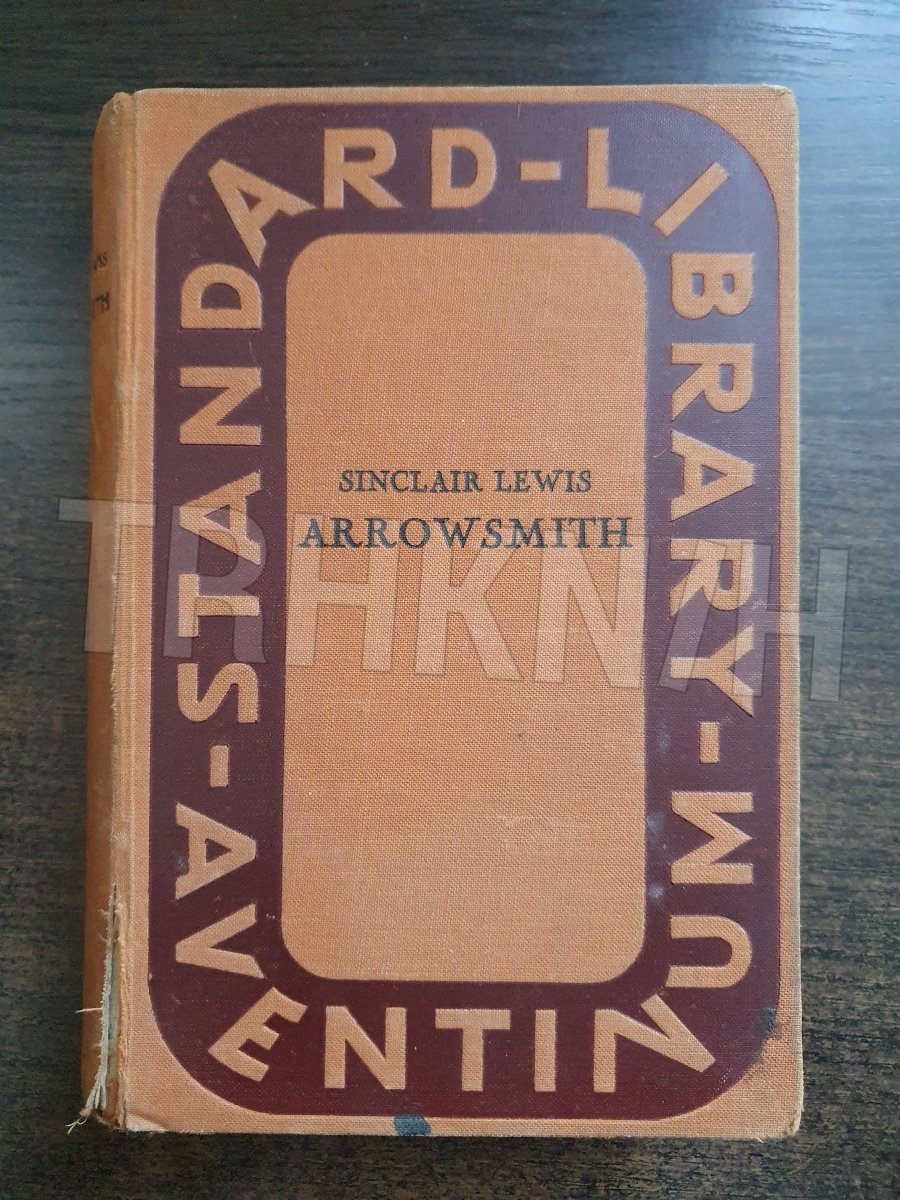 STANDARD-LIBRARY-
SINCLAIR LEWIS
ARROWSMITH
-AVENTINUM
TRHKNIH